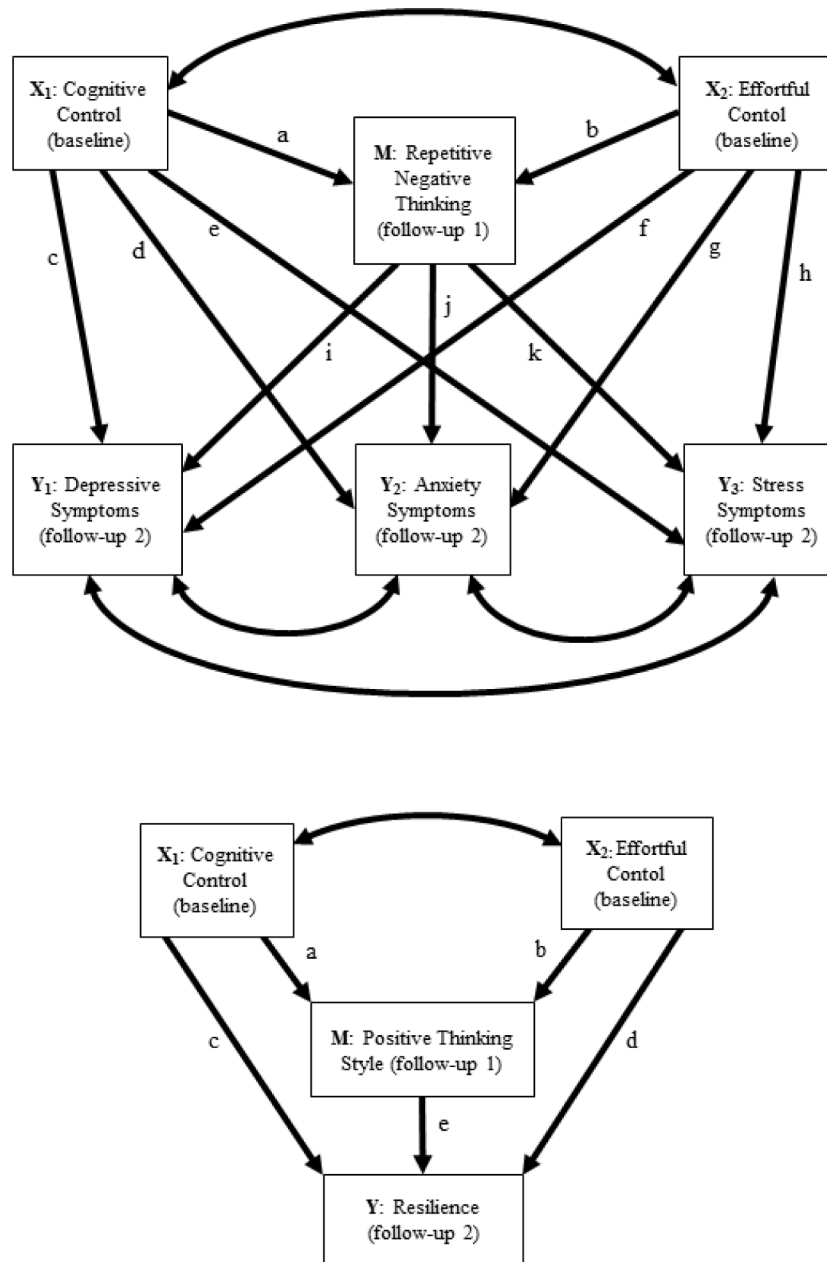 X1: Cognitive
Control
(baseline)
X2: Effortful
Contol
(baseline)
a
b
M: Repetitive
Negative
Thinking
(follow-up 1)
c
d
e
f
g
h
i
j
k
Y1: Depressive
Symptoms
(follow-up 2)
Y2: Anxiety
Symptoms
(follow-up 2)
Y3: Stress
Symptoms
(follow-up 2)
X1: Cognitive
Control
(baseline)
X2: Effortful
Contol
(baseline)
a
b
M: Positive Thinking
Style (follow-up 1)
c
d
e
Y: Resilience
(follow-up 2)